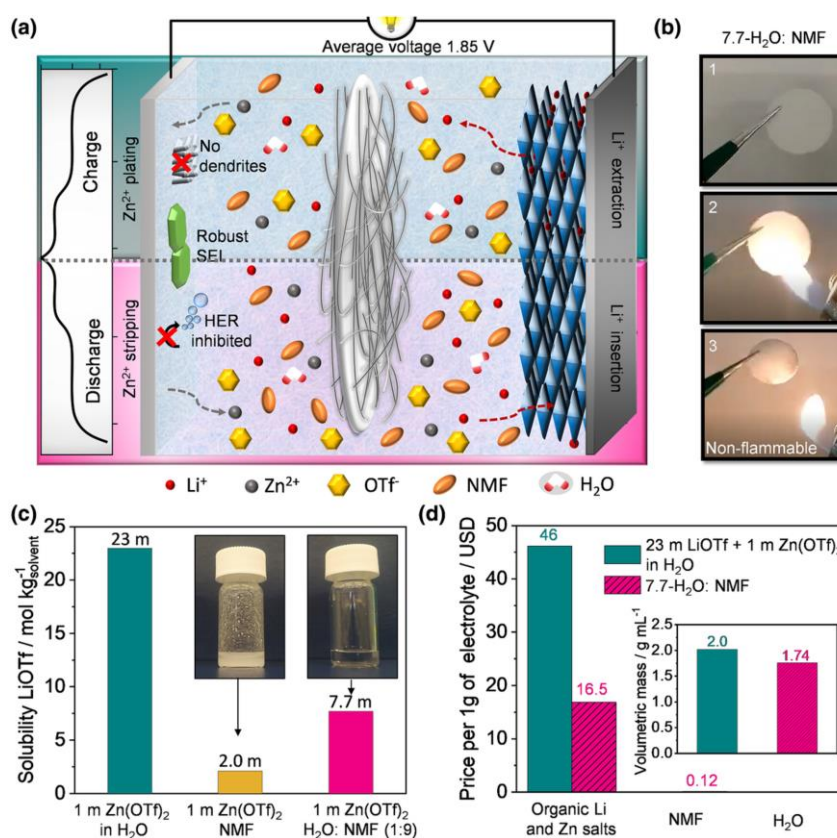 (a)
Average voltage 1.85 V
Charge
Zn²⁺ plating
No
dendrites
Robust
SEI
Li⁺ extraction
Discharge
Zn²⁺ stripping
HER
inhibited
Li⁺ insertion
Li⁺
Zn²⁺
OTf⁻
NMF
H₂O
(b)
7.7-H₂O: NMF
1
2
3
Non-flammable
(c)
Solubility LiOTf / mol kg⁻¹solvent
25
20
15
10
5
0
23 m
2.0 m
7.7 m
1 m Zn(OTf)₂
in H₂O
1 m Zn(OTf)₂
NMF
1 m Zn(OTf)₂
H₂O: NMF (1:9)
(d)
Price per 1g of electrolyte / USD
50
40
30
20
10
0
46
16.5
0.12
23 m LiOTf + 1 m Zn(OTf)₂
in H₂O
7.7-H₂O: NMF
Volumetric mass / g mL⁻¹
2.5
2.0
1.5
1.0
0.5
0.0
2.0
1.74
Organic Li
and Zn salts
NMF
H₂O